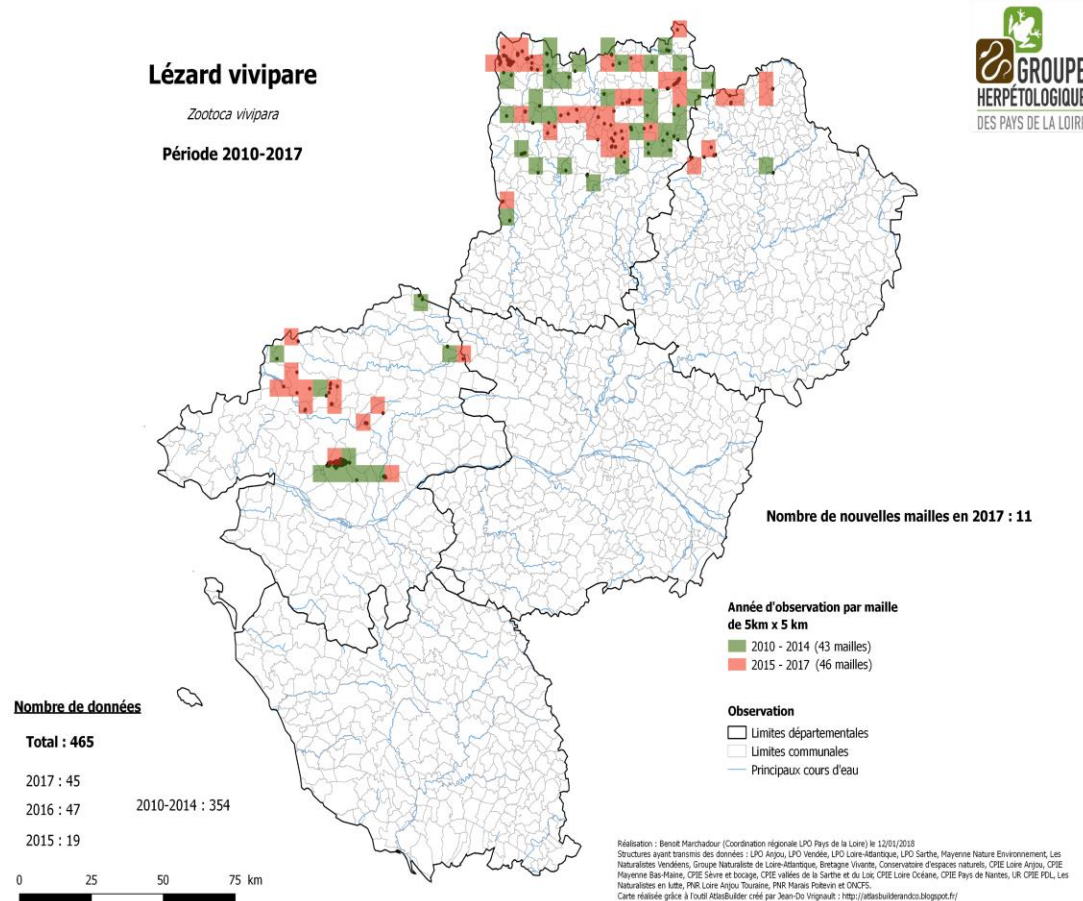 Lézard vivipare
Zootoca vivipara
Période 2010-2017
GROUPE
HERPÉTOLOGIQUE
DES PAYS DE LA LOIRE
Nombre de nouvelles mailles en 2017 : 11
Année d'observation par maille
de 5km x 5 km
2010 - 2014 (43 mailles)
2015 - 2017 (46 mailles)
Observation
Limites départementales
Limites communales
Principaux cours d'eau
Nombre de données
Total : 465
2017 : 45
2016 : 47
2010-2014 : 354
2015 : 19
0 25 50 75 km
Réalisation : Benoit Marchadour (Coordination régionale LPO Pays de la Loire) le 12/01/2018
Structures ayant transmis des données : LPO Anjou, LPO Vendée, LPO Loire-Atlantique, LPO Sarthe, Mayenne Nature Environnement, Les
Naturalistes Vendéens, Groupe Naturaliste de Loire-Atlantique, Bretagne Vivante, Conservatoire d'espaces naturels, CPIE Loire Anjou, CPIE
Mayenne Bas-Maine, CPIE Sèvre et bocage, CPIE vallées de la Sarthe et du Loir, CPIE Loire Océane, CPIE Pays de Nantes, UR CPIE PDL, Les
Naturalistes en lutte, PNR Loire Anjou Touraine, PNR Marais Poitevin et ONCFS.
Carte réalisée grâce à l'outil AtlasBuilder créé par Jean-Do Vrignault : http://atlasbuilderandco.blogspot.fr/